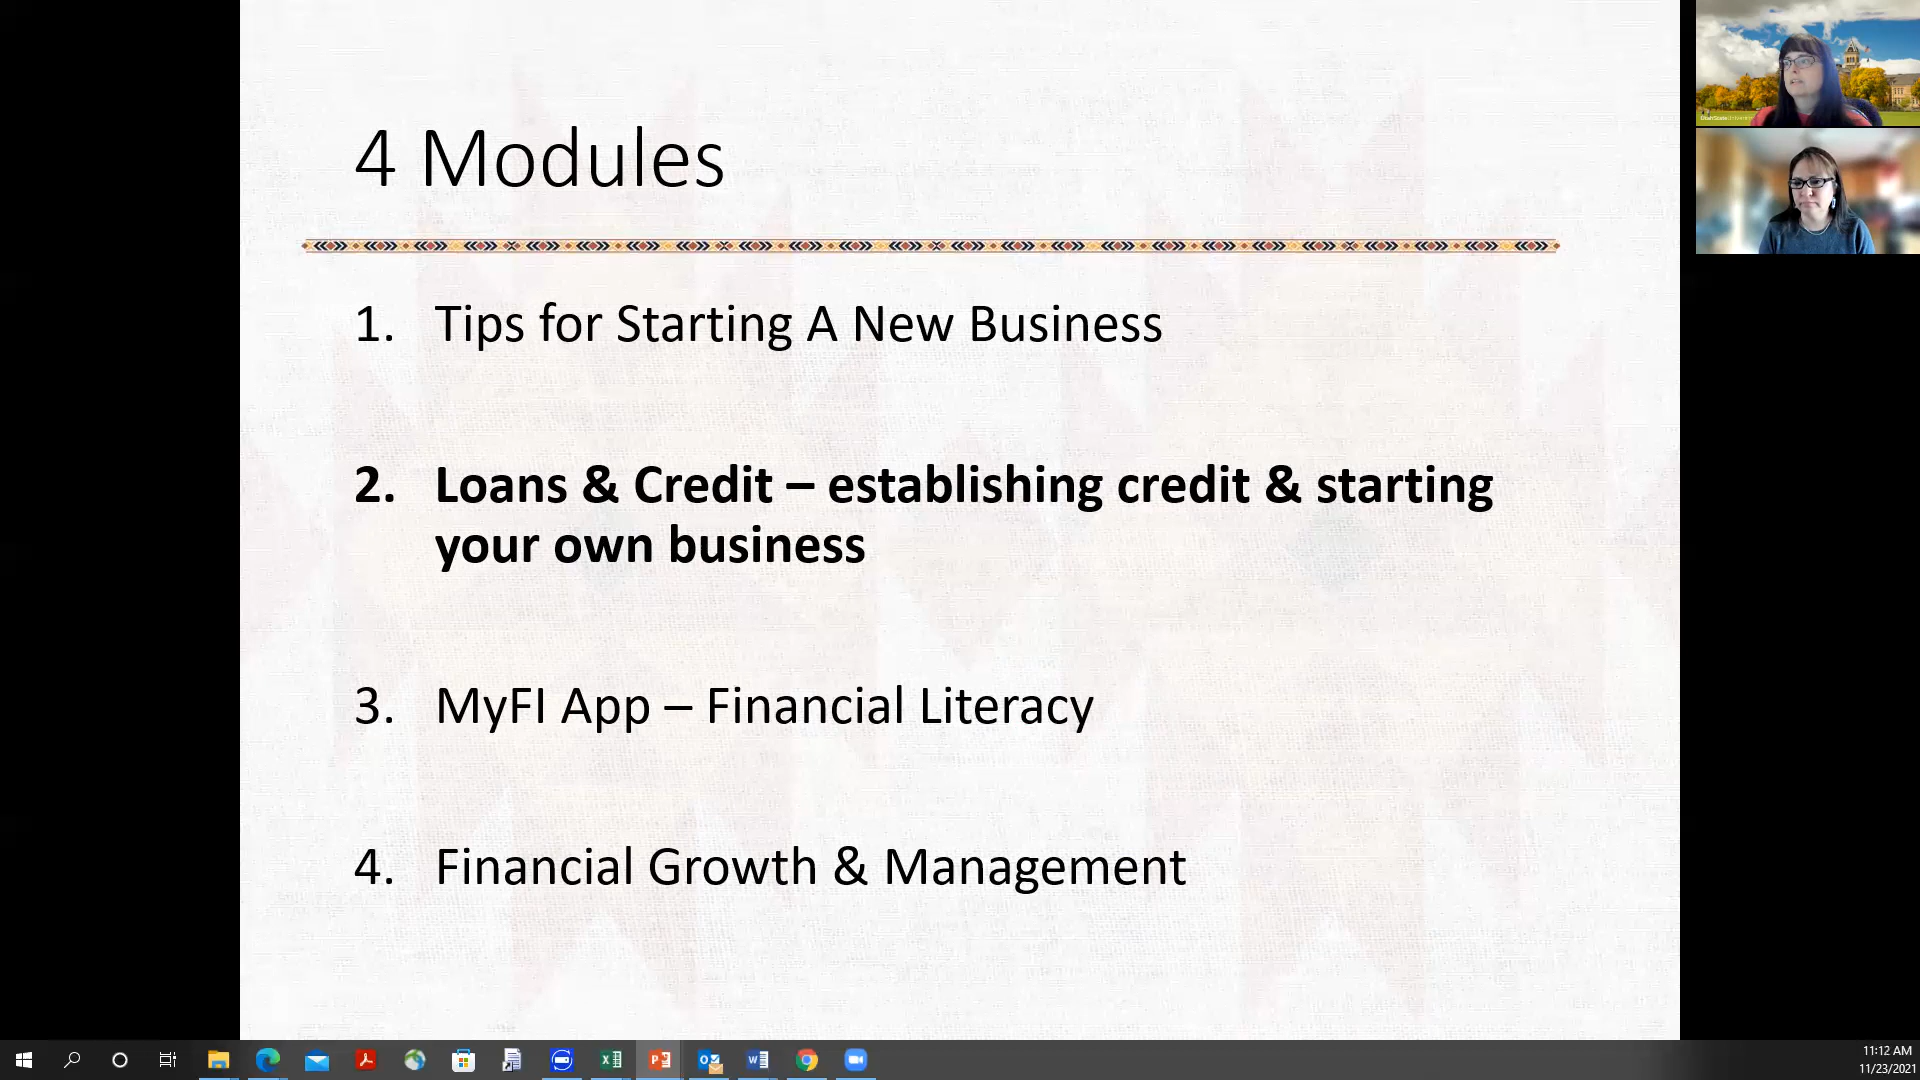 4 Modules
1. Tips for Starting A New Business
2. Loans & Credit – establishing credit & starting
your own business
3. MyFI App – Financial Literacy
4. Financial Growth & Management
UtahStateUniversity
11:12 AM
11/23/2021